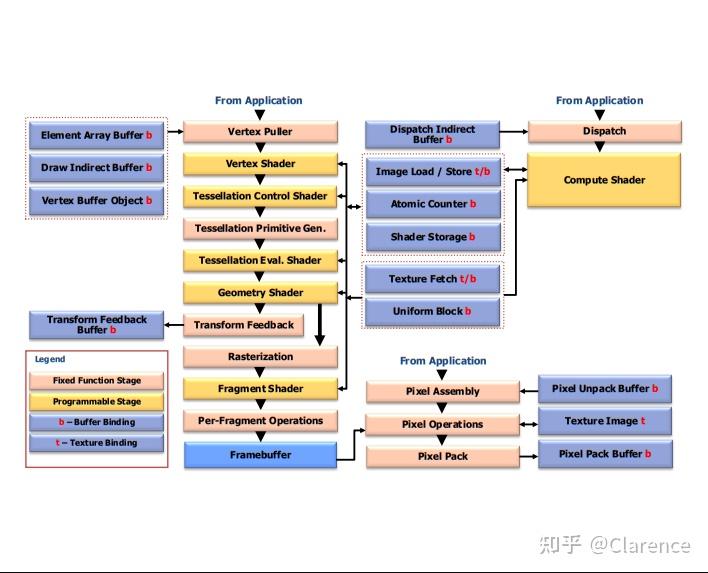 From Application
From Application
Element Array Buffer b
Vertex Puller
Dispatch Indirect
Buffer b
Dispatch
Draw Indirect Buffer b
Vertex Shader
Image Load / Store t/b
Compute Shader
Vertex Buffer Object b
Tessellation Control Shader
Atomic Counter b
Tessellation Primitive Gen.
Shader Storage b
Tessellation Eval. Shader
Texture Fetch t/b
Geometry Shader
Uniform Block b
Transform Feedback
Buffer b
Transform Feedback
Legend
Fixed Function Stage
Programmable Stage
b – Buffer Binding
t – Texture Binding
Rasterization
Fragment Shader
Per-Fragment Operations
Framebuffer
From Application
Pixel Assembly
Pixel Unpack Buffer b
Pixel Operations
Texture Image t
Pixel Pack
Pixel Pack Buffer b
知乎 @Clarence